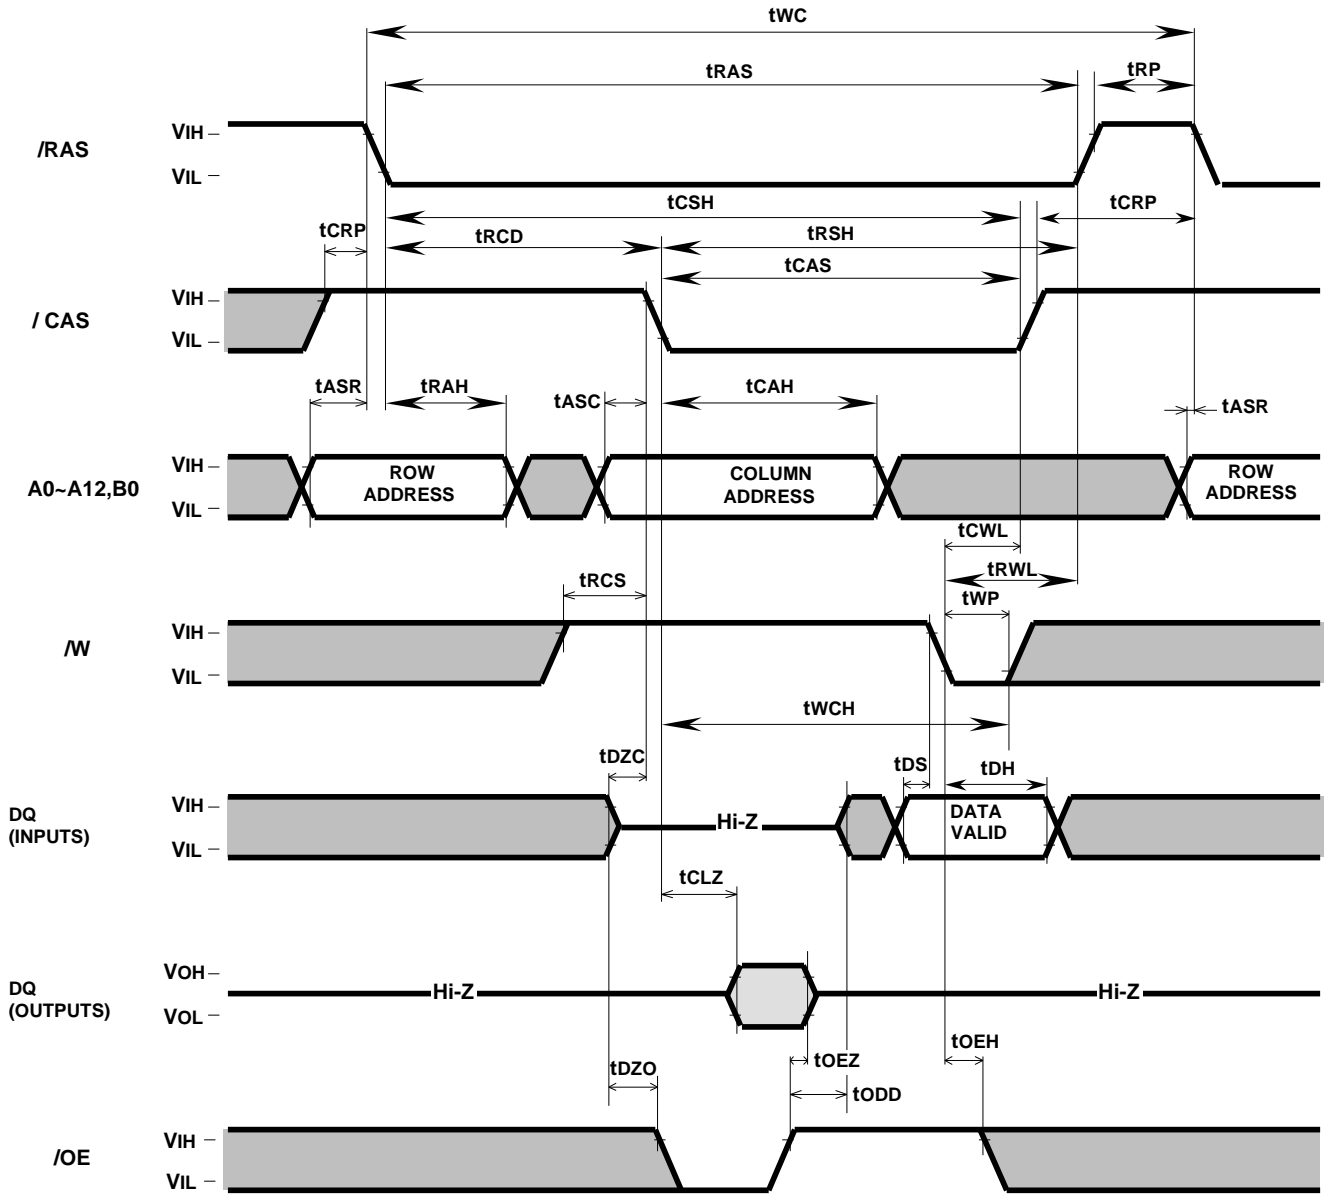 tWC
tRAS
tRP
/RAS
VIH
VIL
tCSH
tCRP
tCRP
tRCD
tRSH
tCAS
/ CAS
VIH
VIL
tASR
tRAH
tASC
tCAH
tASR
A0~A12,B0
VIH
VIL
ROW
ADDRESS
COLUMN
ADDRESS
ROW
ADDRESS
tCWL
tRWL
tRCS
tWP
/W
VIH
VIL
tWCH
tDZC
tDS
tDH
DQ
(INPUTS)
VIH
VIL
Hi-Z
DATA
VALID
tCLZ
DQ
(OUTPUTS)
VOH
VOL
Hi-Z
Hi-Z
tDZO
tOEZ
tOEH
tODD
/OE
VIH
VIL